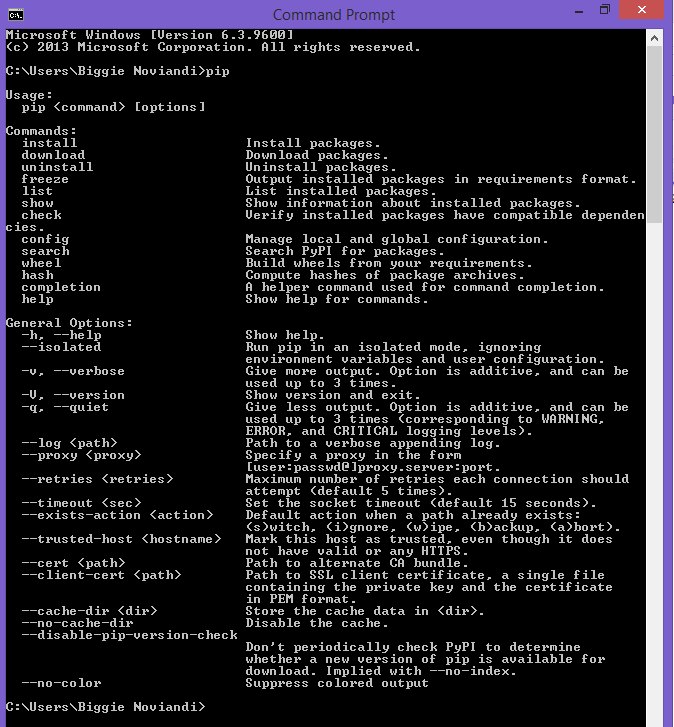 Command Prompt
Microsoft Windows [Version 6.3.9600]
(c) 2013 Microsoft Corporation. All rights reserved.
C:\Users\Biggie Noviandi>pip
Usage:
pip <command> [options]
Commands:
install Install packages.
download Download packages.
uninstall Uninstall packages.
freeze Output installed packages in requirements format.
list List installed packages.
show Show information about installed packages.
check Verify installed packages have compatible dependen
cies.
config Manage local and global configuration.
search Search PyPI for packages.
wheel Build wheels from your requirements.
hash Compute hashes of package archives.
completion A helper command used for command completion.
help Show help for commands.
General Options:
-h, --help Show help.
--isolated Run pip in an isolated mode, ignoring
environment variables and user configuration.
-v, --verbose Give more output. Option is additive, and can be
used up to 3 times.
-V, --version Show version and exit.
-q, --quiet Give less output. Option is additive, and can be
used up to 3 times (corresponding to WARNING,
ERROR, and CRITICAL logging levels).
--log <path> Path to a verbose appending log.
--proxy <proxy> Specify a proxy in the form
[user:passwd@]proxy.server:port.
--retries <retries> Maximum number of retries each connection should
attempt (default 5 times).
--timeout <sec> Set the socket timeout (default 15 seconds).
--exists-action <action> Default action when a path already exists:
(s)witch, (i)gnore, (w)ipe, (b)ackup, (a)bort).
--trusted-host <hostname> Mark this host as trusted, even though it does
not have valid or any HTTPS.
--cert <path> Path to alternate CA bundle.
--client-cert <path> Path to SSL client certificate, a single file
containing the private key and the certificate
in PEM format.
--cache-dir <dir> Store the cache data in <dir>.
--no-cache-dir Disable the cache.
--disable-pip-version-check
Don't periodically check PyPI to determine
whether a new version of pip is available for
download. Implied with --no-index.
--no-color Suppress colored output
C:\Users\Biggie Noviandi>